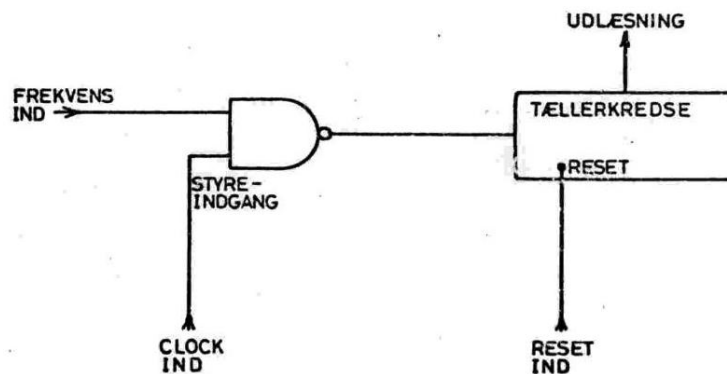 UDLÆSNING
FREKVENS
IND
TÆLLERKREDSE
RESET
STYRE-
INDGANG
CLOCK
IND
RESET
IND